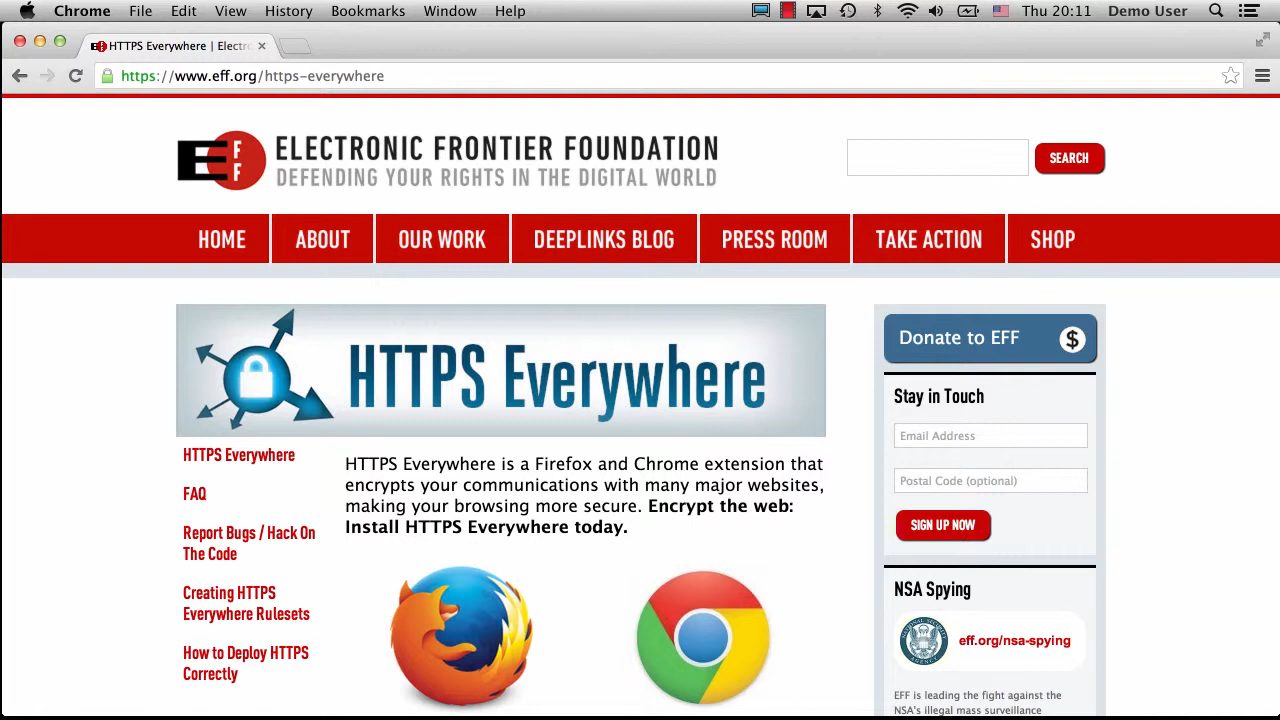 Chrome File Edit View History Bookmarks Window Help Thu 20:11 Demo User
HTTPS Everywhere | Electr
https://www.eff.org/https-everywhere
E F F
ELECTRONIC FRONTIER FOUNDATION
DEFENDING YOUR RIGHTS IN THE DIGITAL WORLD
SEARCH
HOME ABOUT OUR WORK DEEPLINKS BLOG PRESS ROOM TAKE ACTION SHOP
HTTPS Everywhere
HTTPS Everywhere
FAQ
Report Bugs / Hack On
The Code
Creating HTTPS
Everywhere Rulesets
How to Deploy HTTPS
Correctly
HTTPS Everywhere is a Firefox and Chrome extension that
encrypts your communications with many major websites,
making your browsing more secure. Encrypt the web:
Install HTTPS Everywhere today.
Donate to EFF $
Stay in Touch
Email Address
Postal Code (optional)
SIGN UP NOW
NSA Spying
eff.org/nsa-spying
EFF is leading the fight against the
NSA's illegal mass surveillance